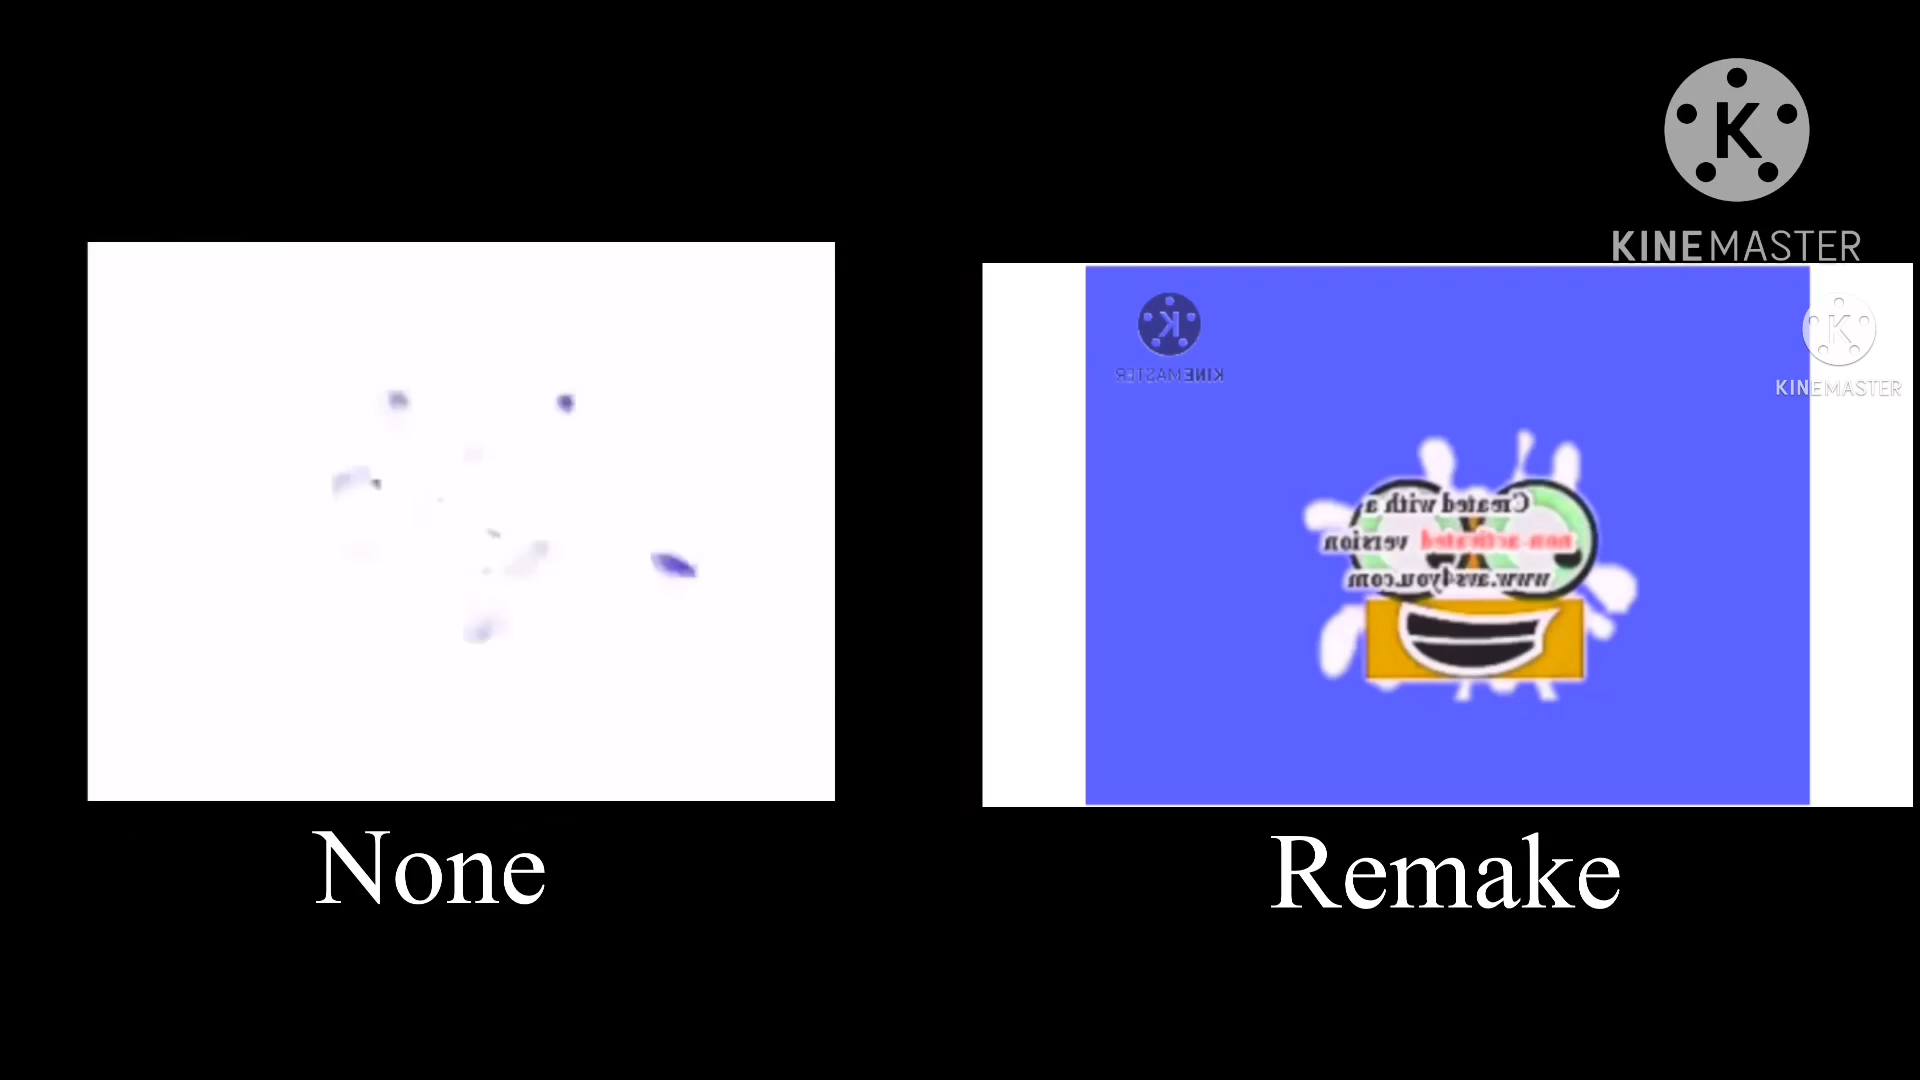 K
KINEMASTER
K
KINEMASTER
K
KINEMASTER
Created with a
non-activated version
www.avs4you.com
None
Remake